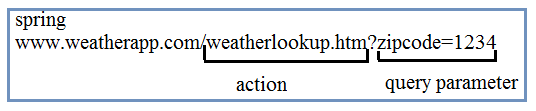 spring
www.weatherapp.com/weatherlookup.htm?zipcode=1234
action
query parameter